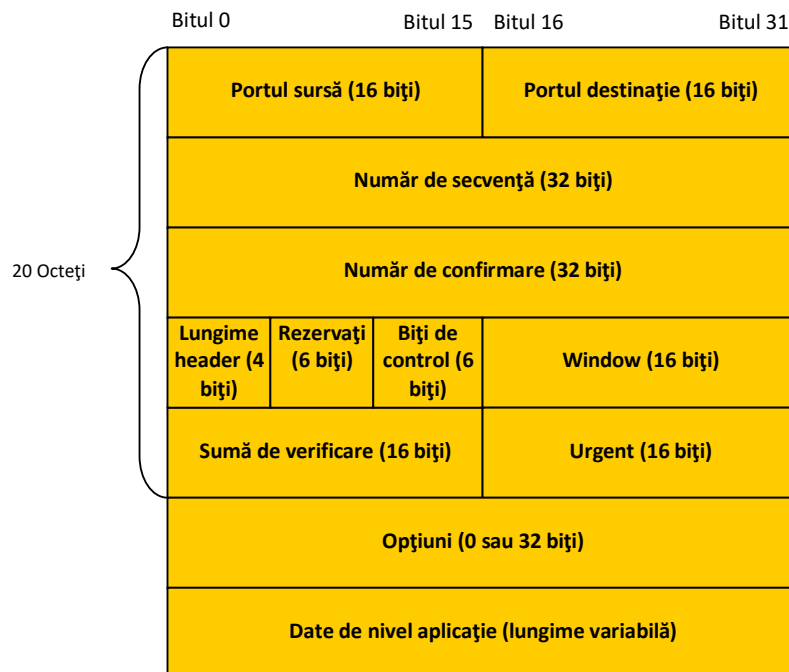 Bitul 0
Bitul 15
Bitul 16
Bitul 31
Portul sursă (16 biţi)
Portul destinaţie (16 biţi)
Număr de secvenţă (32 biţi)
20 Octeţi
Număr de confirmare (32 biţi)
Lungime
header (4
biţi)
Rezervaţi
(6 biţi)
Biţi de
control (6
biţi)
Window (16 biţi)
Sumă de verificare (16 biţi)
Urgent (16 biţi)
Opţiuni (0 sau 32 biţi)
Date de nivel aplicaţie (lungime variabilă)